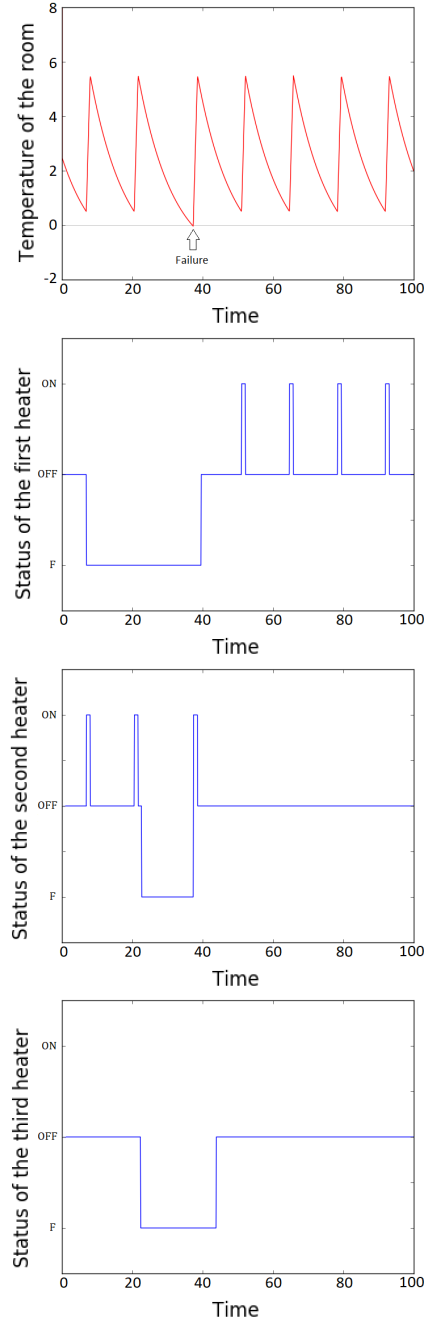 Temperature of the room
8
6
4
2
0
-2
Failure
0 20 40 60 80 100
Time
Status of the first heater
ON
OFF
F
0 20 40 60 80 100
Time
Status of the second heater
ON
OFF
F
0 20 40 60 80 100
Time
Status of the third heater
ON
OFF
F
0 20 40 60 80 100
Time